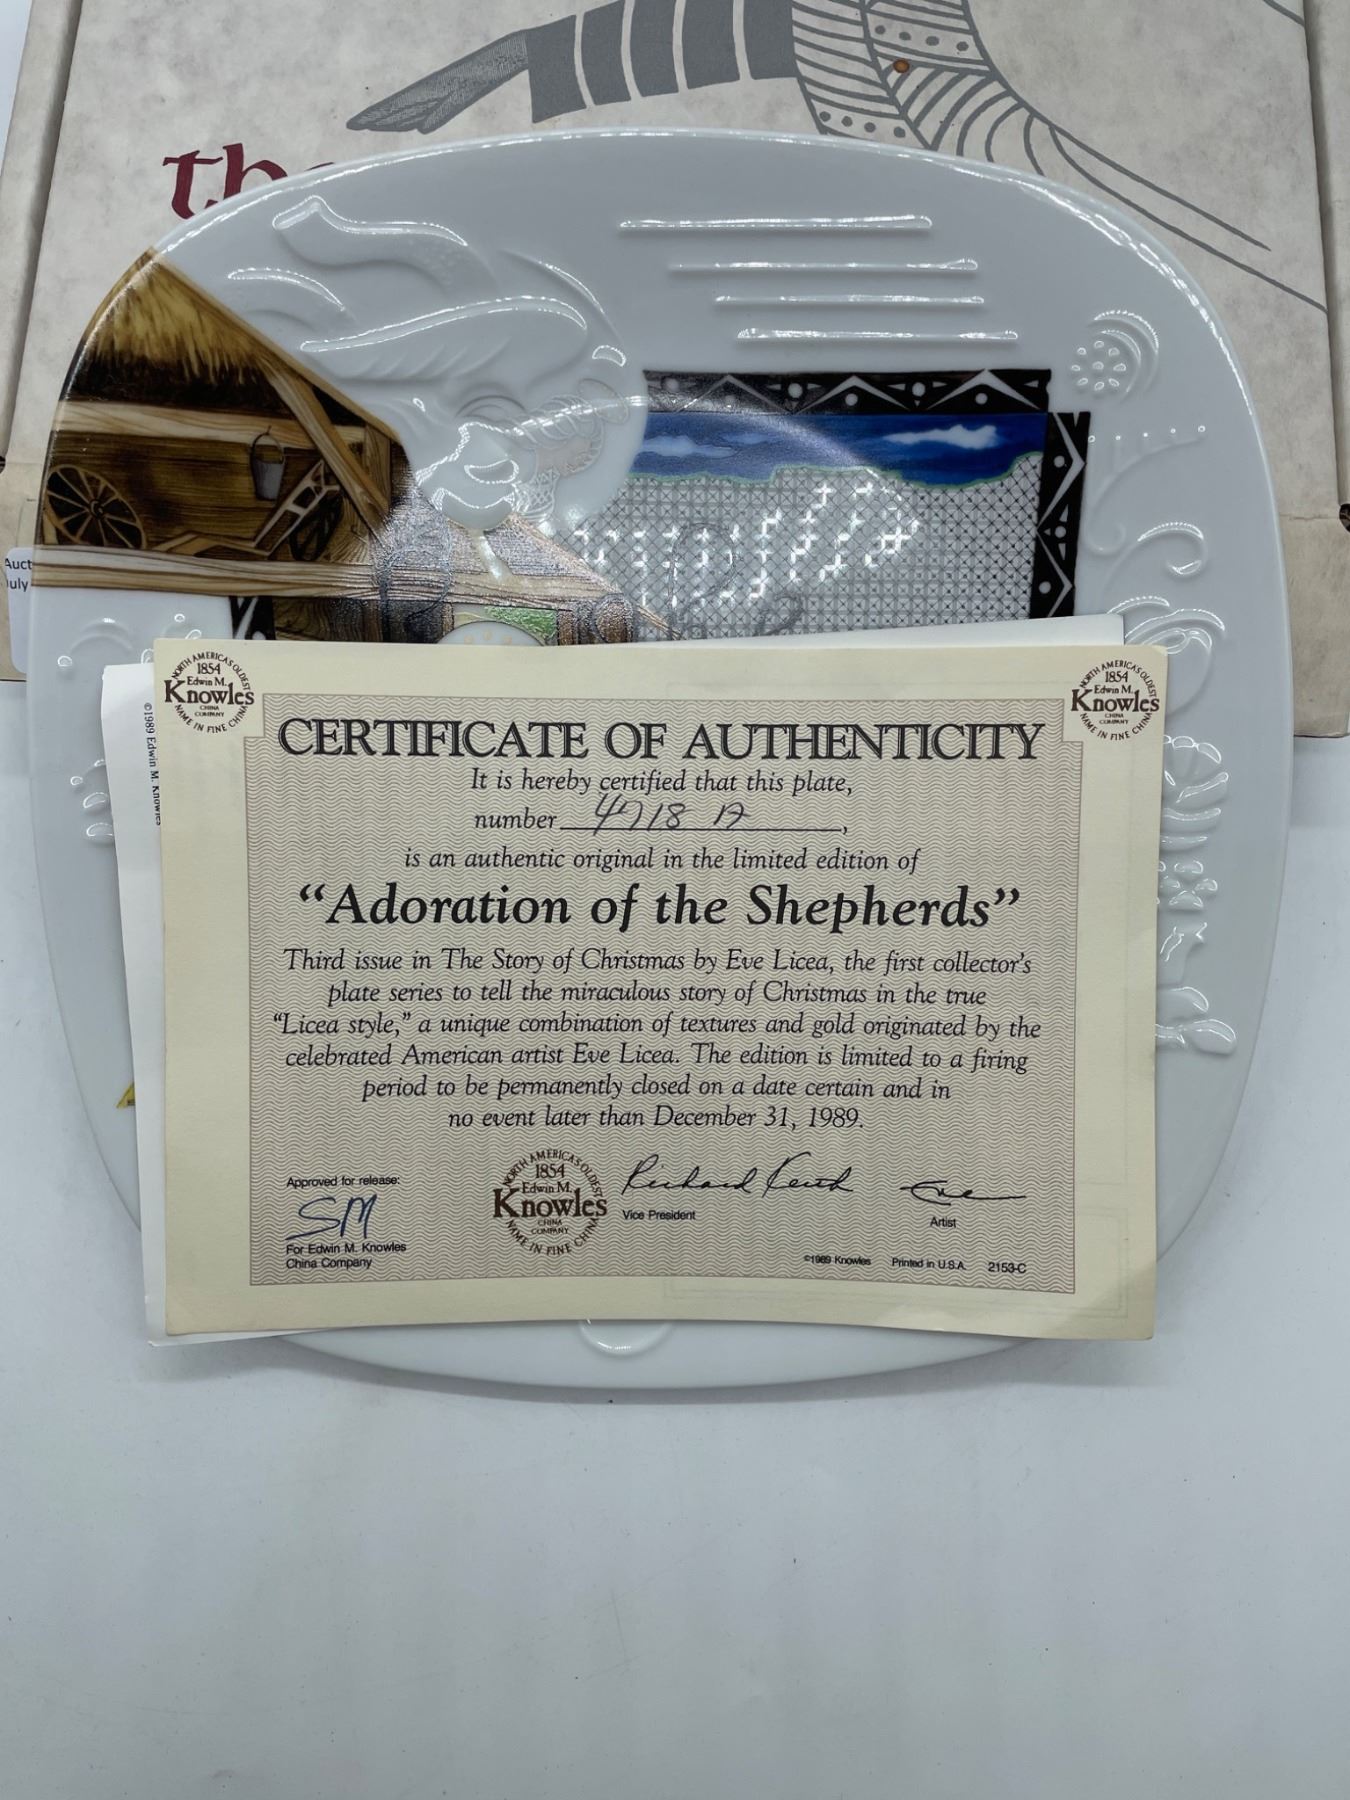 the
Auct
uly
©1989 Edwin M. Knowles
NORTH AMERICA'S OLDEST
1854
Edwin M.
Knowles
CHINA
COMPANY
NAME IN FINE CHINA
NORTH AMERICA'S OLDEST
1854
Edwin M.
Knowles
CHINA
COMPANY
NAME IN FINE CHINA
CERTIFICATE OF AUTHENTICITY
It is hereby certified that this plate,
number 4718 A,
is an authentic original in the limited edition of
“Adoration of the Shepherds”
Third issue in The Story of Christmas by Eve Licea, the first collector's
plate series to tell the miraculous story of Christmas in the true
“Licea style,” a unique combination of textures and gold originated by the
celebrated American artist Eve Licea. The edition is limited to a firing
period to be permanently closed on a date certain and in
no event later than December 31, 1989.
Approved for release:
SM
For Edwin M. Knowles
China Company
NORTH AMERICA'S OLDEST
1854
Edwin M.
Knowles
CHINA
COMPANY
NAME IN FINE CHINA
Richard
Vice President
Eve
Artist
©1989 Knowles Printed in U.S.A. 2153-C